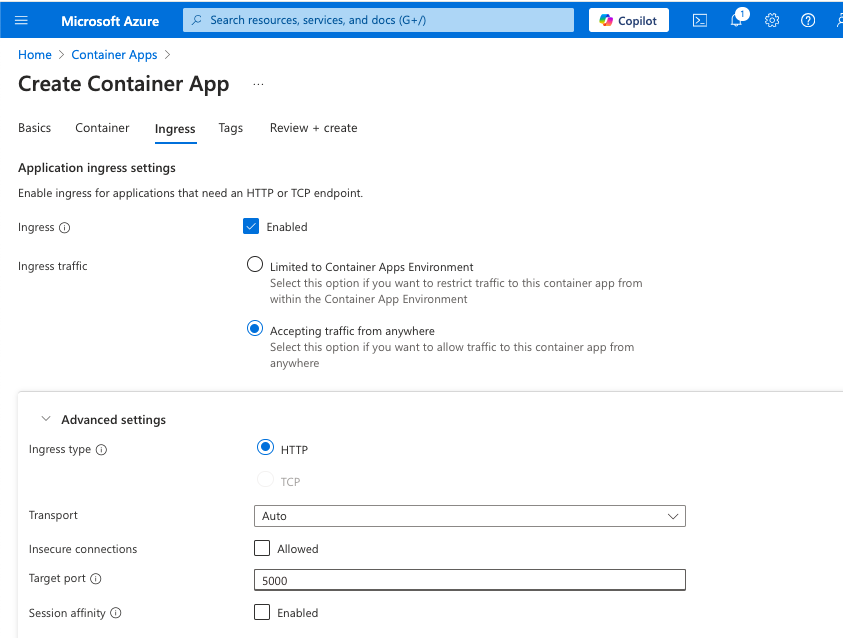 Microsoft Azure
Search resources, services, and docs (G+/)
Copilot
1
Home > Container Apps >
Create Container App ...
Basics Container Ingress Tags Review + create
Application ingress settings
Enable ingress for applications that need an HTTP or TCP endpoint.
Ingress
Enabled
Ingress traffic
Limited to Container Apps Environment
Select this option if you want to restrict traffic to this container app from
within the Container App Environment
Accepting traffic from anywhere
Select this option if you want to allow traffic to this container app from
anywhere
Advanced settings
Ingress type
HTTP
TCP
Transport
Auto
Insecure connections
Allowed
Target port
5000
Session affinity
Enabled